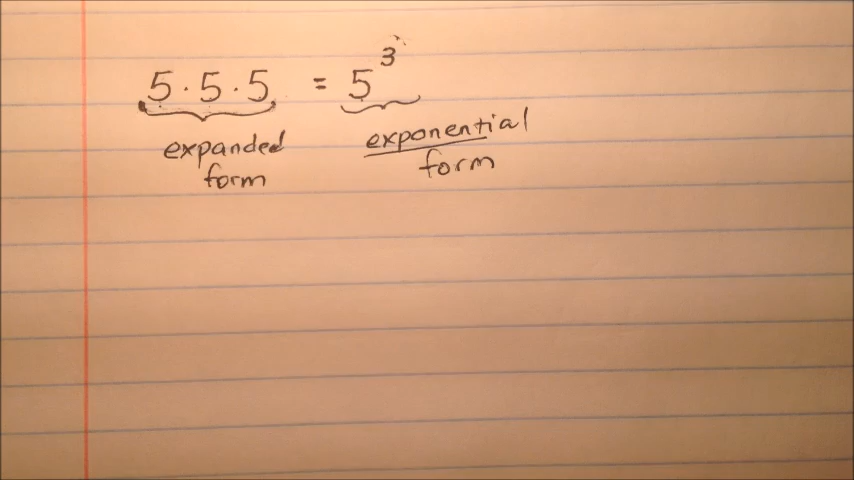 5 · 5 · 5 = 5³
expanded form
exponential form